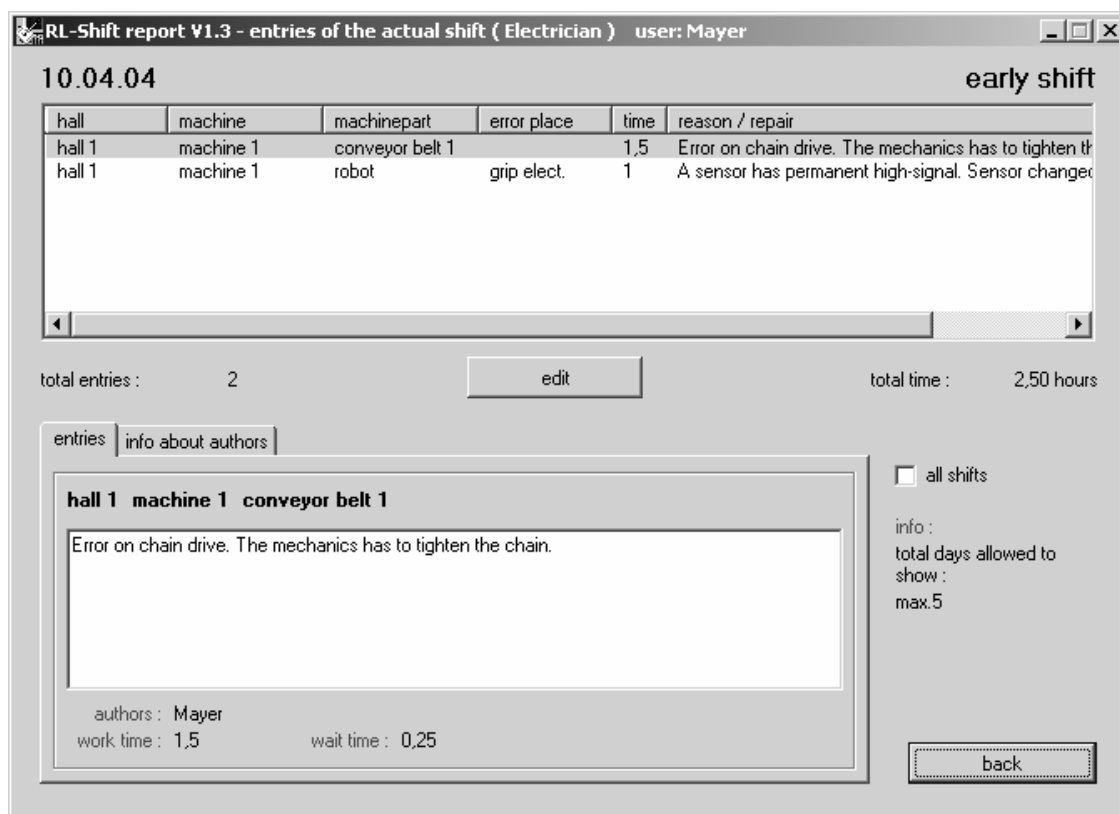 RL-Shift report V1.3 - entries of the actual shift ( Electrician ) user: Mayer
10.04.04 early shift
hall machine machinepart error place time reason / repair
hall 1 machine 1 conveyor belt 1 1,5 Error on chain drive. The mechanics has to tighten th
hall 1 machine 1 robot grip elect. 1 A sensor has permanent high-signal. Sensor changed
total entries : 2 edit total time : 2,50 hours
entries info about authors
all shifts
hall 1 machine 1 conveyor belt 1
Error on chain drive. The mechanics has to tighten the chain.
info :
total days allowed to
show :
max.5
authors : Mayer
work time : 1,5 wait time : 0,25
back